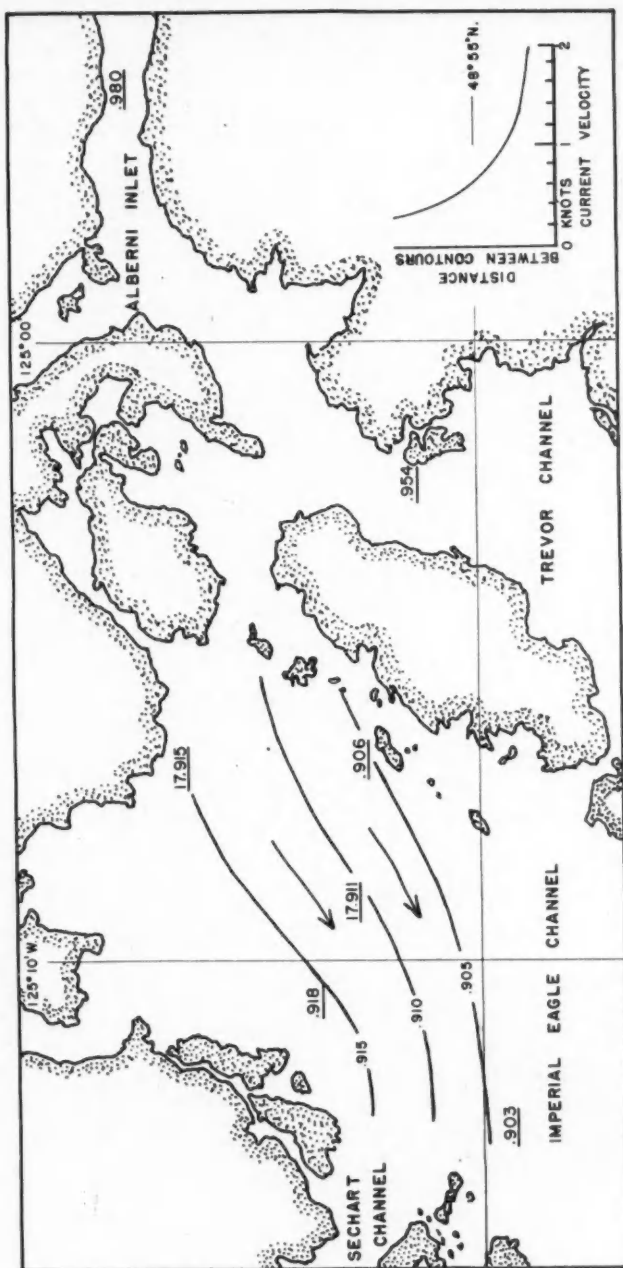 125°10'W
125°00
ALBERNI INLET
.980
17.915
.918
17.911
.906
.954
.915
.910
.905
.903
SECHART
CHANNEL
IMPERIAL EAGLE CHANNEL
TREVOR CHANNEL
48°55'N.
DISTANCE
BETWEEN CONTOURS
0 KNOTS 1 2
CURRENT VELOCITY